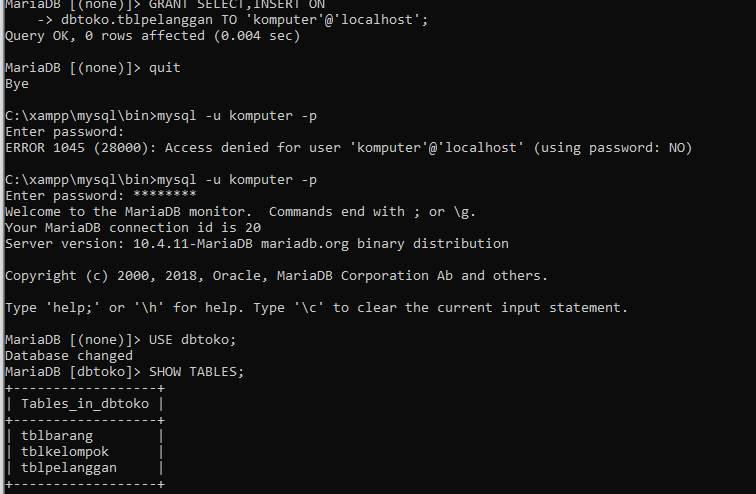 MariaDB [(none)]> GRANT SELECT,INSERT ON
    -> dbtoko.tblpelanggan TO 'komputer'@'localhost';
Query OK, 0 rows affected (0.004 sec)
MariaDB [(none)]> quit
Bye
C:\xampp\mysql\bin>mysql -u komputer -p
Enter password:
ERROR 1045 (28000): Access denied for user 'komputer'@'localhost' (using password: NO)
C:\xampp\mysql\bin>mysql -u komputer -p
Enter password: ********
Welcome to the MariaDB monitor.  Commands end with ; or \g.
Your MariaDB connection id is 20
Server version: 10.4.11-MariaDB mariadb.org binary distribution
Copyright (c) 2000, 2018, Oracle, MariaDB Corporation Ab and others.
Type 'help;' or '\h' for help. Type '\c' to clear the current input statement.
MariaDB [(none)]> USE dbtoko;
Database changed
MariaDB [dbtoko]> SHOW TABLES;
+------------------+
| Tables_in_dbtoko |
+------------------+
| tblbarang        |
| tblkelompok      |
| tblpelanggan     |
+------------------+